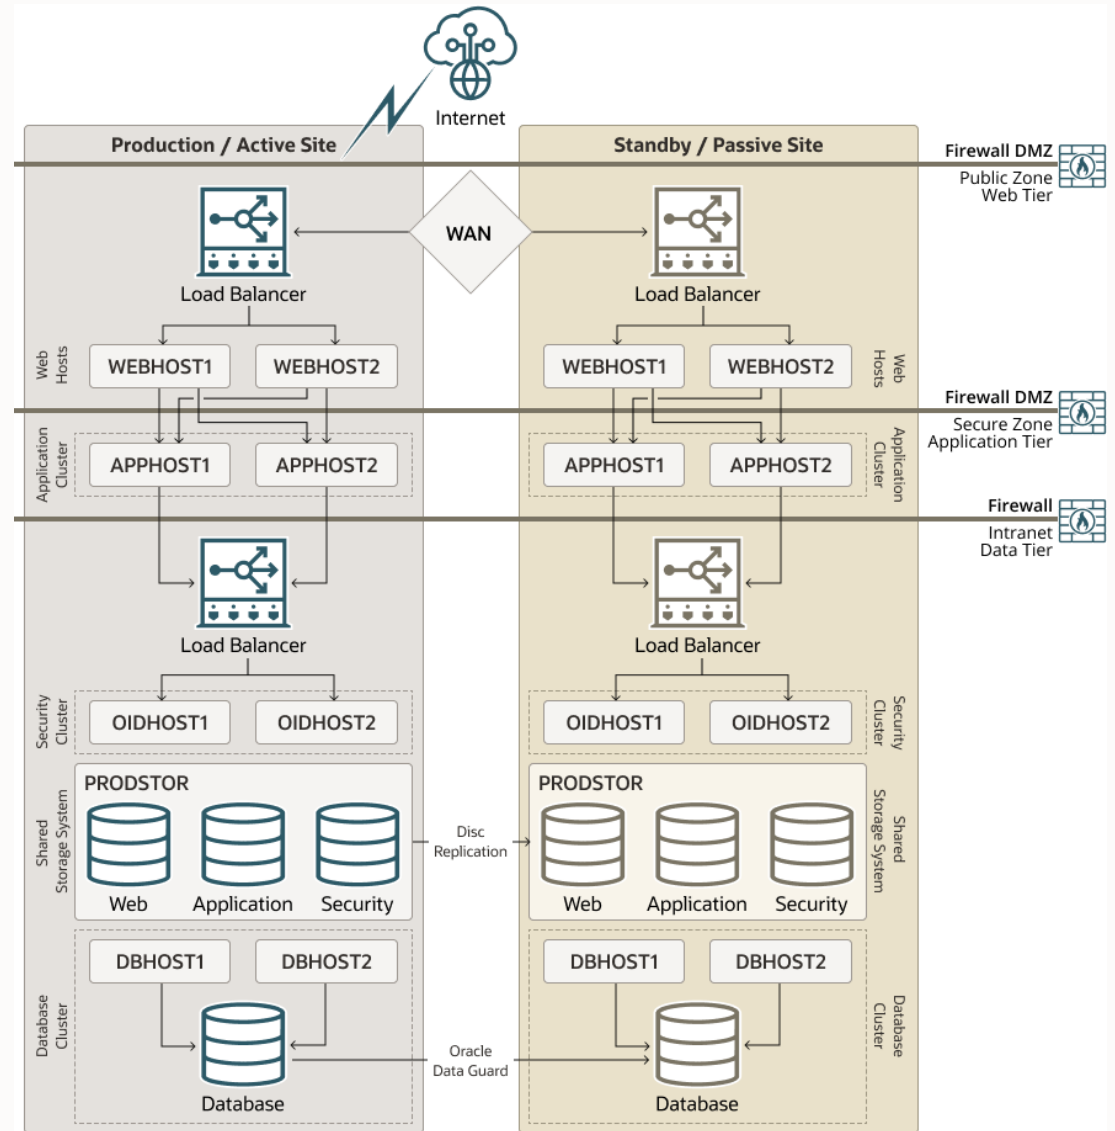 Internet
Production / Active Site
Standby / Passive Site
Firewall DMZ
Public Zone
Web Tier
WAN
Load Balancer
Load Balancer
Web
Hosts
WEBHOST1
WEBHOST2
WEBHOST1
WEBHOST2
Web
Hosts
Firewall DMZ
Secure Zone
Application Tier
Application
Cluster
APPHOST1
APPHOST2
APPHOST1
APPHOST2
Application
Cluster
Firewall
Intranet
Data Tier
Load Balancer
Load Balancer
Security
Cluster
OIDHOST1
OIDHOST2
OIDHOST1
OIDHOST2
Security
Cluster
Shared
Storage System
PRODSTOR
Web
Application
Security
Disc
Replication
PRODSTOR
Web
Application
Security
Shared
Storage System
Database
Cluster
DBHOST1
DBHOST2
Database
Oracle
Data Guard
DBHOST1
DBHOST2
Database
Database
Cluster